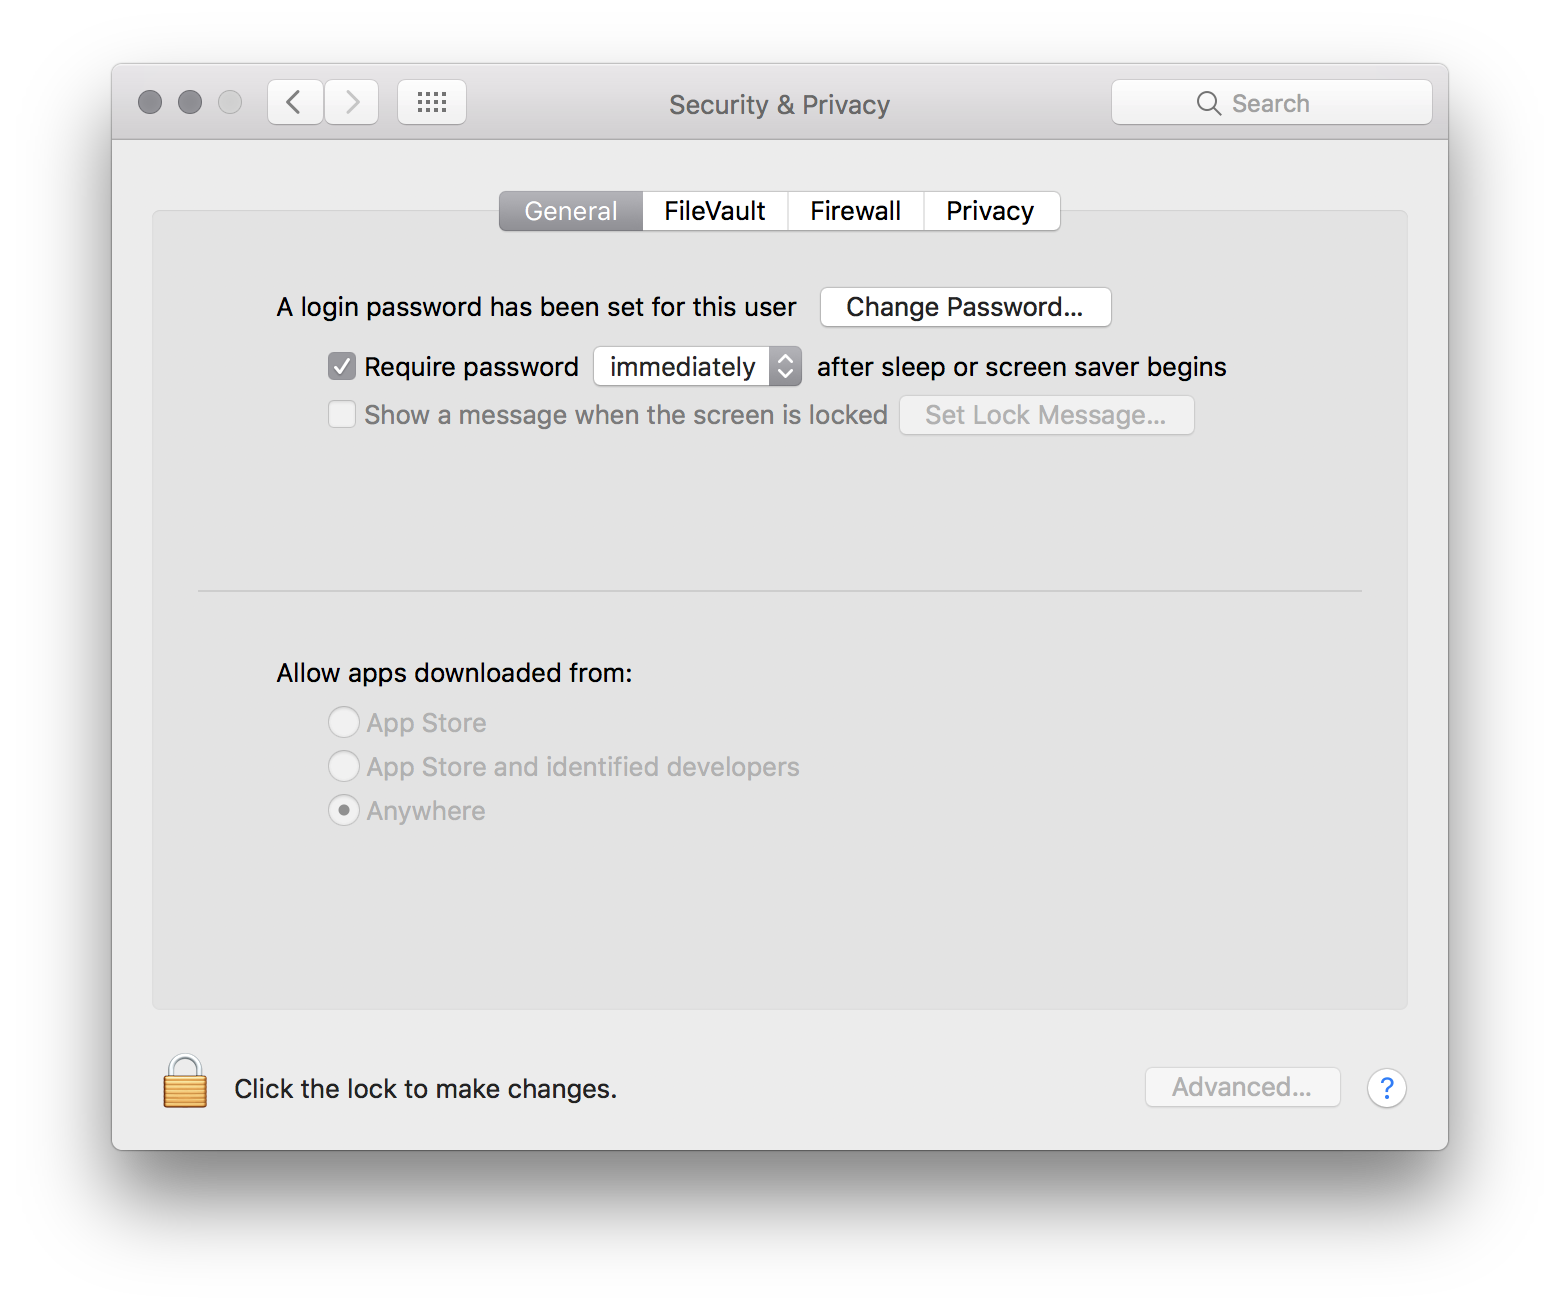 Security & Privacy
Search
General FileVault Firewall Privacy
A login password has been set for this user Change Password...
Require password immediately after sleep or screen saver begins
Show a message when the screen is locked Set Lock Message...
Allow apps downloaded from:
App Store
App Store and identified developers
Anywhere
Click the lock to make changes.
Advanced...
?